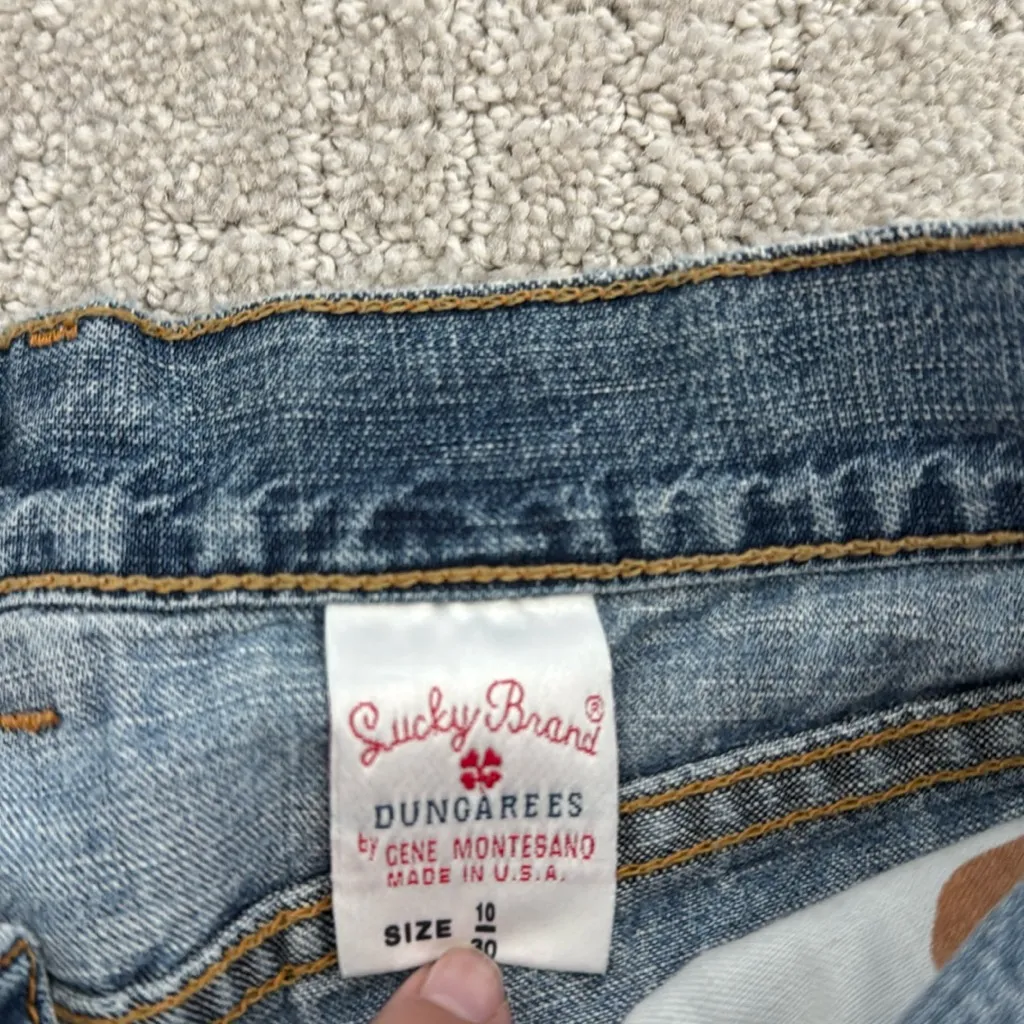 Lucky Brand®
DUNGAREES
by GENE MONTESANO
MADE IN U.S.A.
SIZE 10
30